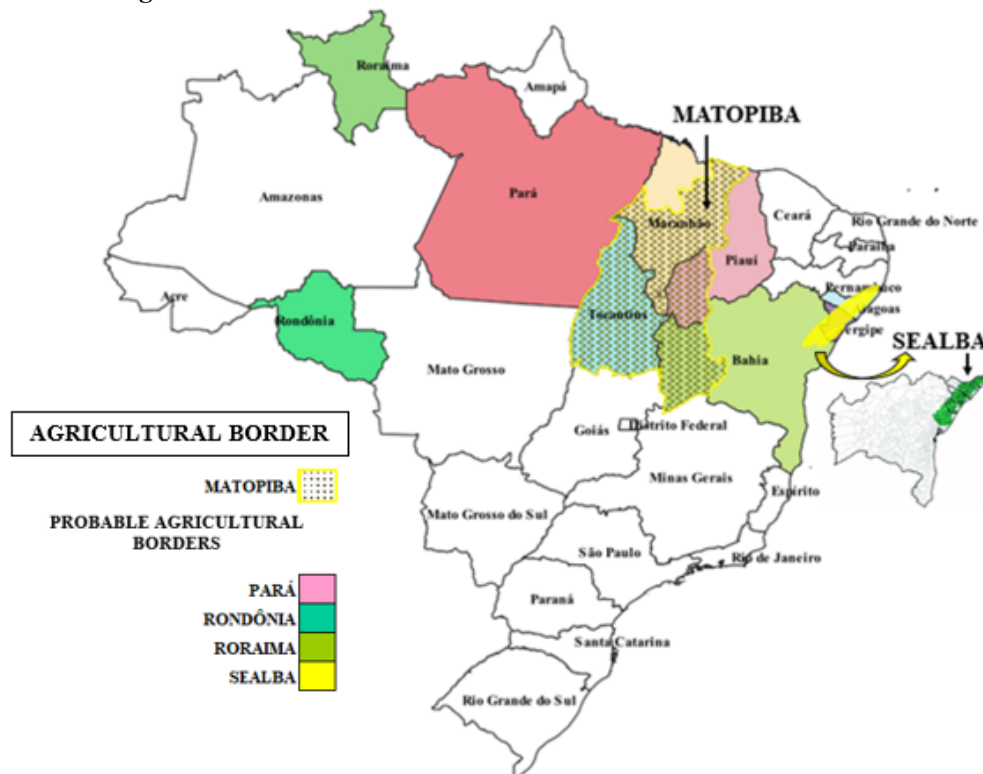 Roraima
Amapá
MATOPIBA
Amazonas
Pará
Maranhão
Ceará
Rio Grande do Norte
Paraíba
Piauí
Pernambuco
Acre
Rondônia
Tocantins
Alagoas
ergipe
SEALBA
Mato Grosso
Bahia
AGRICULTURAL BORDER
Goiás
Distrito Federal
Minas Gerais
MATOPIBA
Espírito
Mato Grosso do Sul
PROBABLE AGRICULTURAL
BORDERS
São Paulo
Rio de Janeiro
PARÁ
Paraná
RONDÔNIA
RORAIMA
Santa Catarina
SEALBA
Rio Grande do Sul